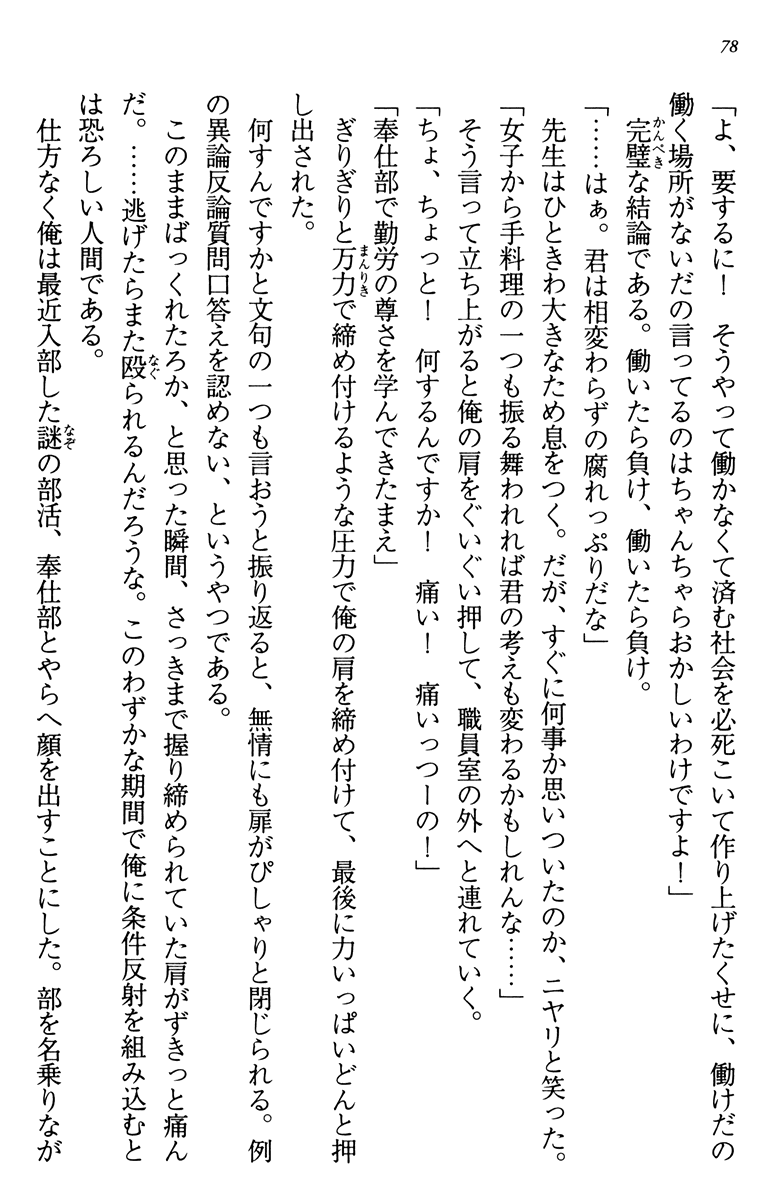 78
「よ、要するに！　そうやって働かなくて済む社会を必死こいて作り上げたくせに、働けだの
働く場所がないだの言ってるのはちゃんちゃらおかしいわけですよ！」
　完璧な結論である。働いたら負け、働いたら負け。
「……はぁ。君は相変わらずの腐れっぷりだな」
　先生はひときわ大きなため息をつく。だが、すぐに何事か思いついたのか、ニヤリと笑った。
「女子から手料理の一つも振る舞われれば君の考えも変わるかもしれんな……」
　そう言って立ち上がると俺の肩をぐいぐい押して、職員室の外へと連れていく。
「ちょ、ちょっと！　何するんですか！　痛い！　痛いっつーの！」
「奉仕部で勤労の尊さを学んできたまえ」
　ぎりぎりと万力で締め付けるような圧力で俺の肩を締め付けて、最後に力いっぱいどんと押
し出された。
　何すんですかと文句の一つも言おうと振り返ると、無情にも扉がぴしゃりと閉じられる。例
の異論反論質問口答えを認めない、というやつである。
　このままばっくれたろか、と思った瞬間、さっきまで握り締められていた肩がずきっと痛ん
だ。……逃げたらまた殴られるんだろうな。このわずかな期間で俺に条件反射を組み込むと
は恐ろしい人間である。
　仕方なく俺は最近入部した謎の部活、奉仕部とやらへ顔を出すことにした。部を名乗りなが